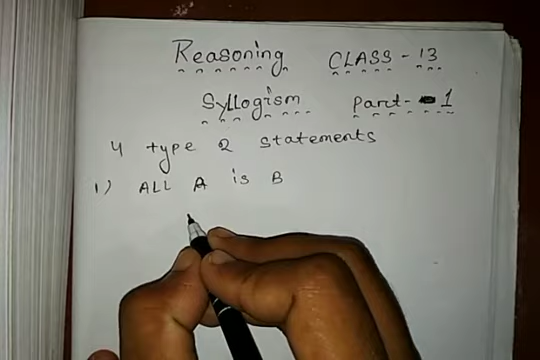 Reasoning CLASS - 13
Syllogism Part - 1
4 type 2 statements
1) ALL A is B